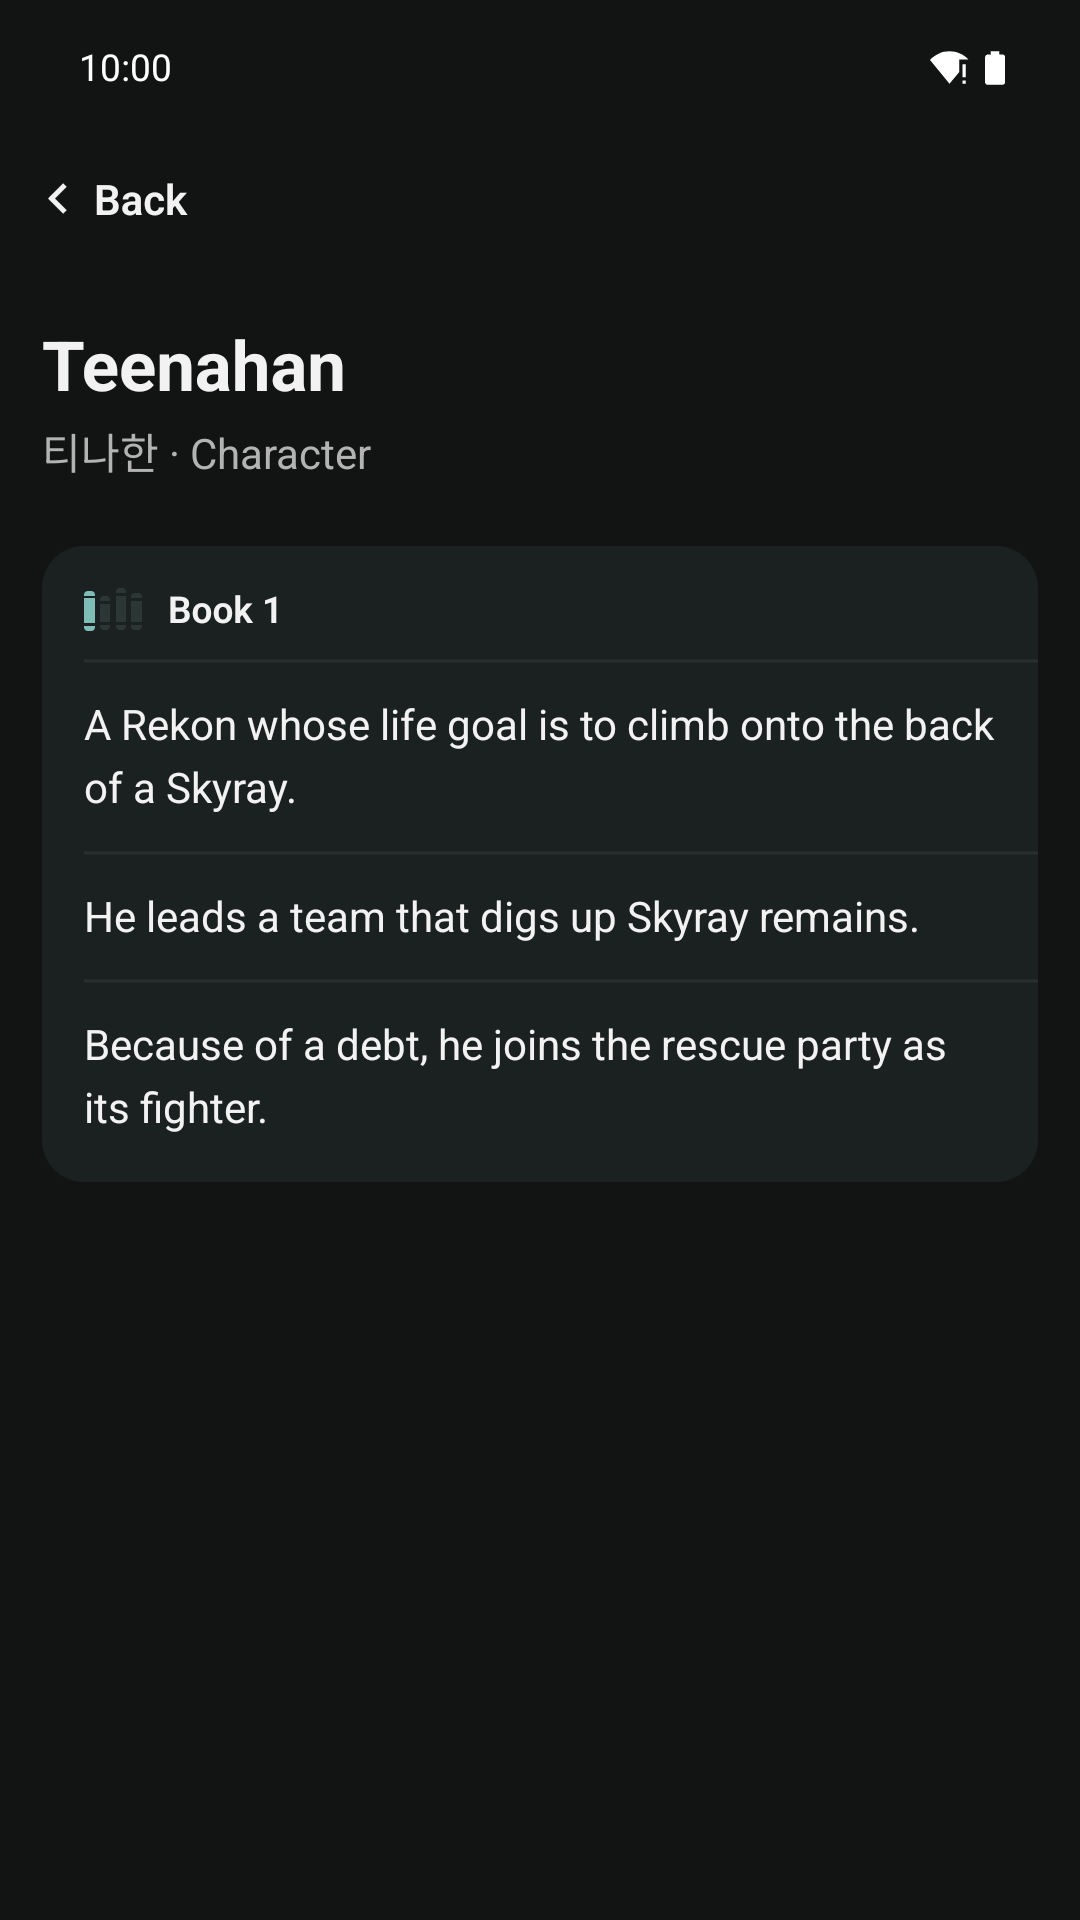 10:00
Back
Teenahan
티나한 · Character
Book 1
A Rekon whose life goal is to climb onto the back
of a Skyray.
He leads a team that digs up Skyray remains.
Because of a debt, he joins the rescue party as
its fighter.